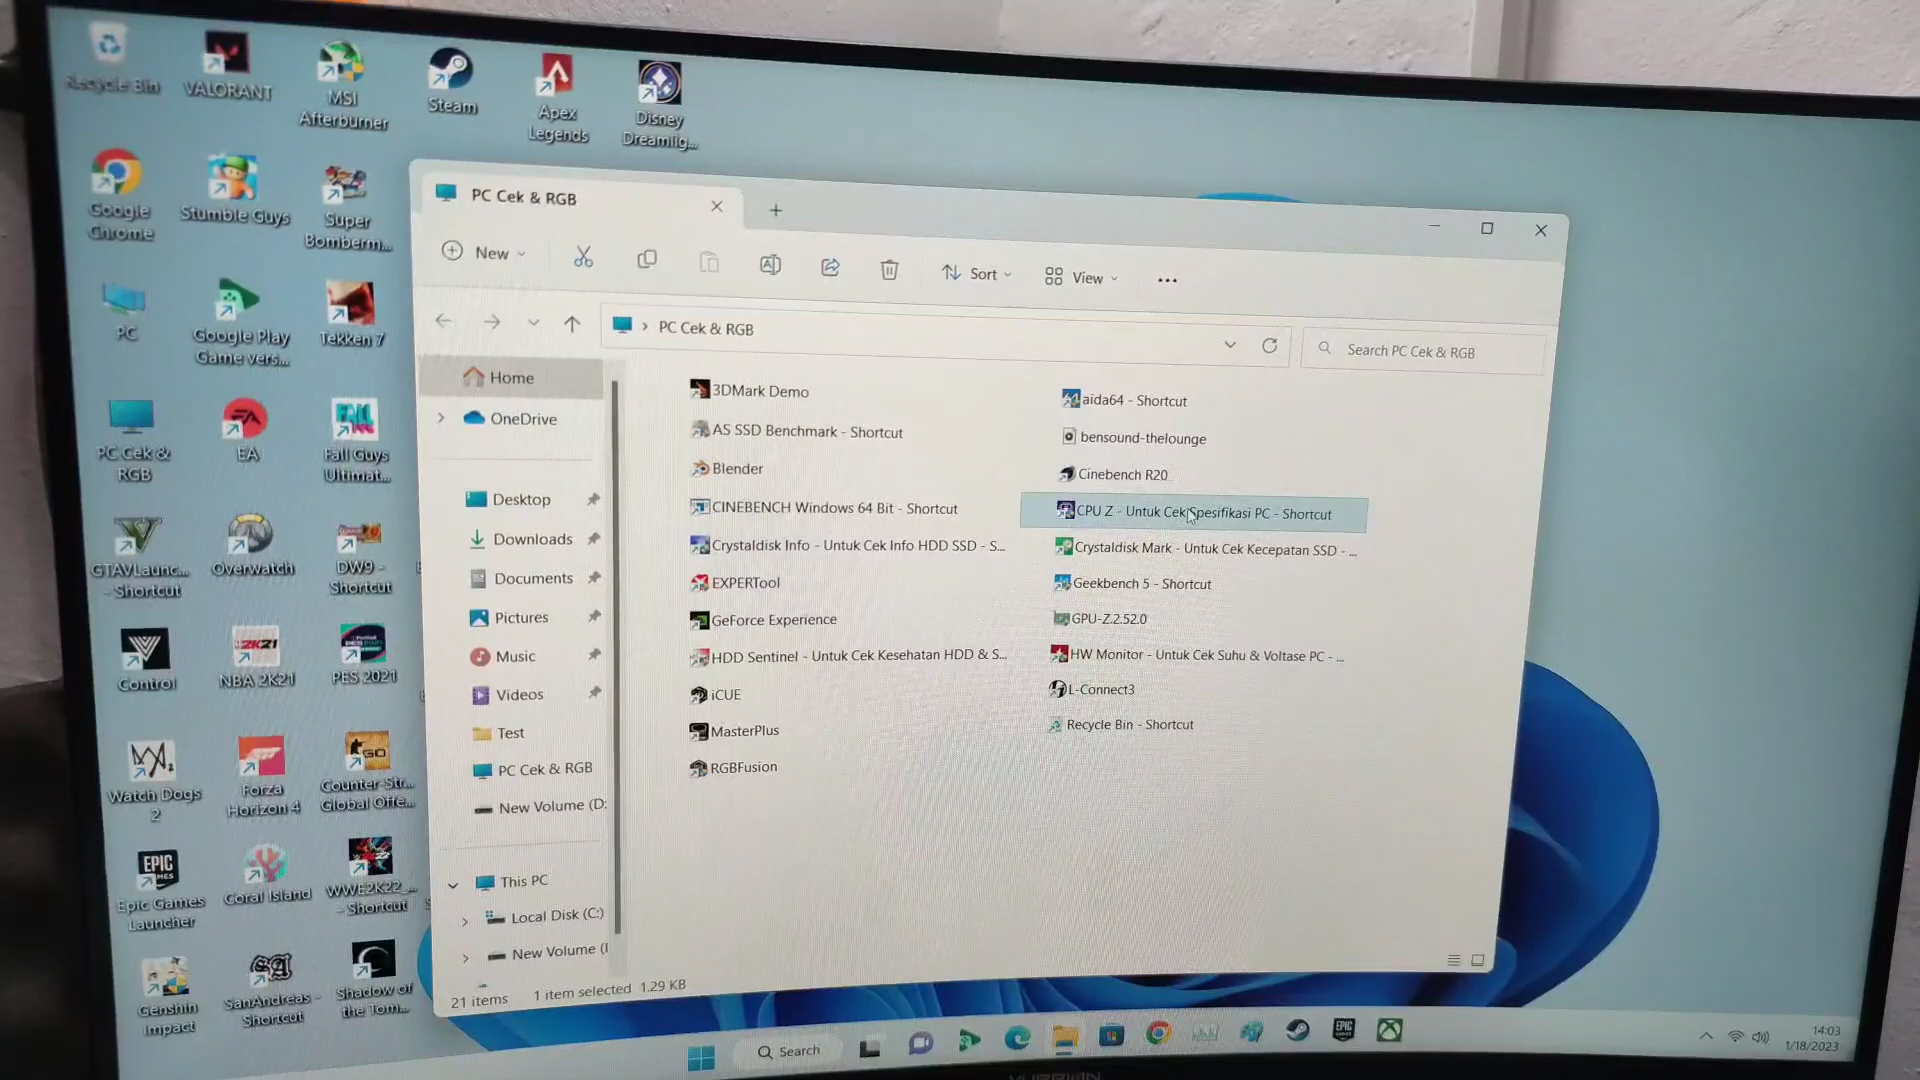 Recycle Bin
VALORANT
MSI
Afterburner
Steam
Apex
Legends
Disney
Dreamlig...
Google
Chrome
Stumble Guys
Super
Bomberm...
PC
Google Play
Game vers...
Tekken 7
PC Cek &
RGB
EA
Fall Guys
Ultimat...
GTAVLaunc...
- Shortcut
Overwatch
DW9 -
Shortcut
Control
NBA 2K21
PES 2021
Watch Dogs
2
Forza
Horizon 4
Counter-Str...
Global Offe...
EPIC
GAMES
Epic Games
Launcher
Coral Island
WWE2K22_...
- Shortcut
Genshin
Impact
SanAndreas -
Shortcut
Shadow of
the Tom...
PC Cek & RGB
New
Sort
View
PC Cek & RGB
Search PC Cek & RGB
Home
OneDrive
Desktop
Downloads
Documents
Pictures
Music
Videos
Test
PC Cek & RGB
New Volume (D:
This PC
Local Disk (C:)
New Volume (
3DMark Demo
AS SSD Benchmark - Shortcut
Blender
CINEBENCH Windows 64 Bit - Shortcut
Crystaldisk Info - Untuk Cek Info HDD SSD - S...
EXPERTool
GeForce Experience
HDD Sentinel - Untuk Cek Kesehatan HDD & S...
iCUE
MasterPlus
RGBFusion
aida64 - Shortcut
bensound-thelounge
Cinebench R20
CPU Z - Untuk Cek Spesifikasi PC - Shortcut
Crystaldisk Mark - Untuk Cek Kecepatan SSD - ...
Geekbench 5 - Shortcut
GPU-Z.2.52.0
HW Monitor - Untuk Cek Suhu & Voltase PC - ...
L-Connect3
Recycle Bin - Shortcut
21 items
1 item selected 1.29 KB
Search
14:03
1/18/2023